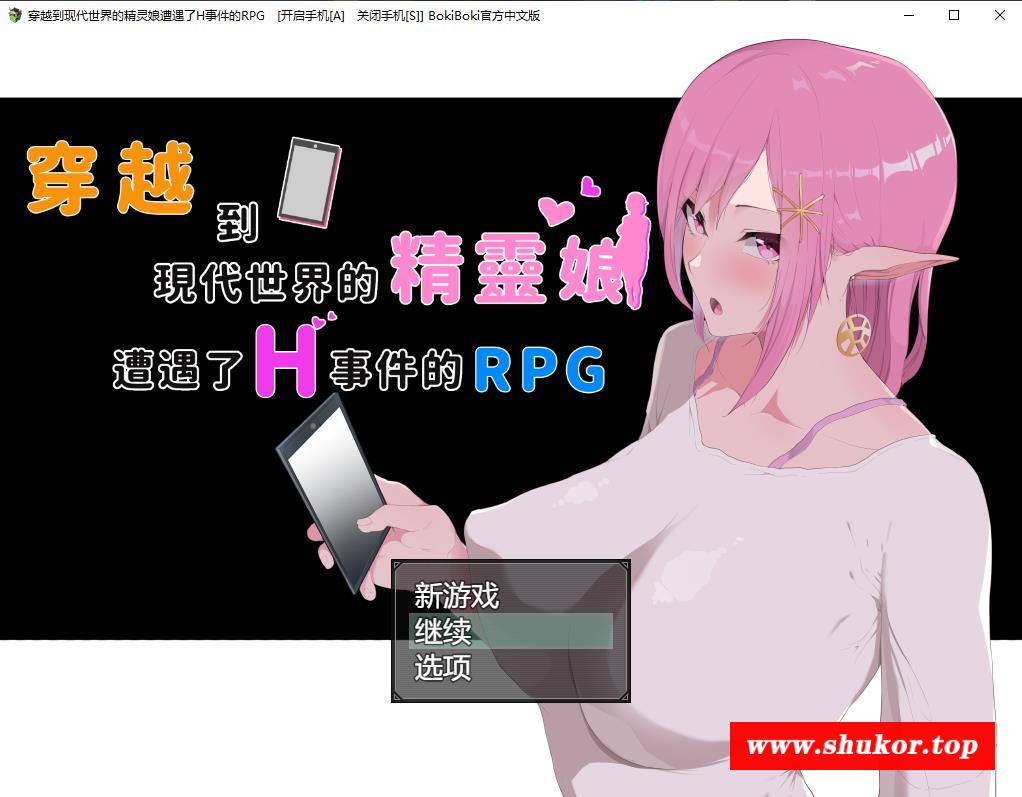 穿越到现代世界的精灵娘遭遇了H事件的RPG [开启手机[A] 关闭手机[S]] BokiBoki官方中文版
穿越到
現代世界的精靈娘
遭遇了H事件的RPG
新游戏
继续
选项
www.shukor.top